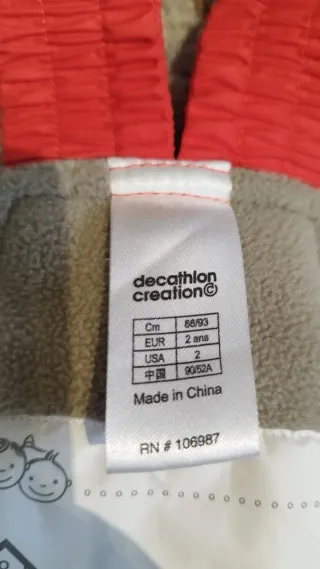 decathlon
creation©
Cm 86/93
EUR 2 ans
USA 2
中国 90/52A
Made in China
RN # 106987